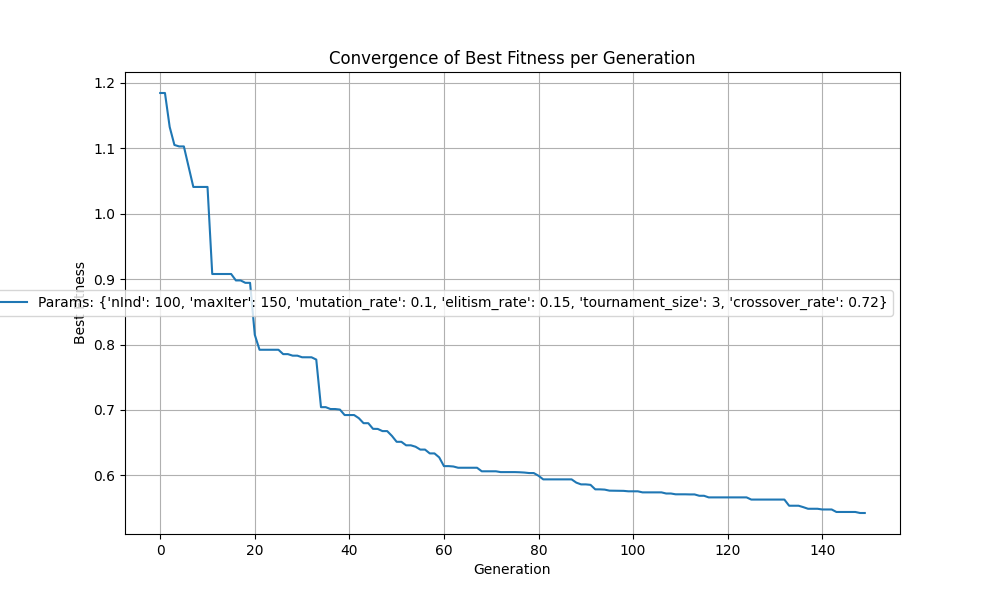 Convergence of Best Fitness per Generation
1.2
1.1
1.0
0.9
0.8
0.7
0.6
Best
ness
Params: {'nInd': 100, 'maxIter': 150, 'mutation_rate': 0.1, 'elitism_rate': 0.15, 'tournament_size': 3, 'crossover_rate': 0.72}
0 20 40 60 80 100 120 140
Generation